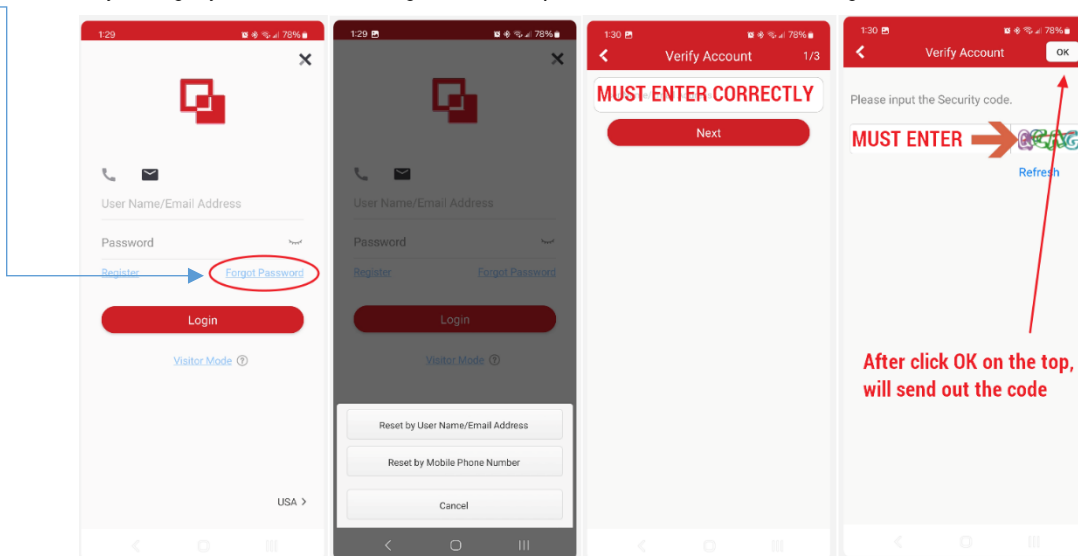 1:29
78%
User Name/Email Address
Password
Register
Forgot Password
Login
Visitor Mode
USA >
1:29
78%
User Name/Email Address
Password
Register
Forgot Password
Login
Visitor Mode
Reset by User Name/Email Address
Reset by Mobile Phone Number
Cancel
1:30
78%
Verify Account
1/3
MUST ENTER CORRECTLY
Next
1:30
78%
Verify Account
OK
Please input the Security code.
MUST ENTER
Refresh
After click OK on the top,
will send out the code